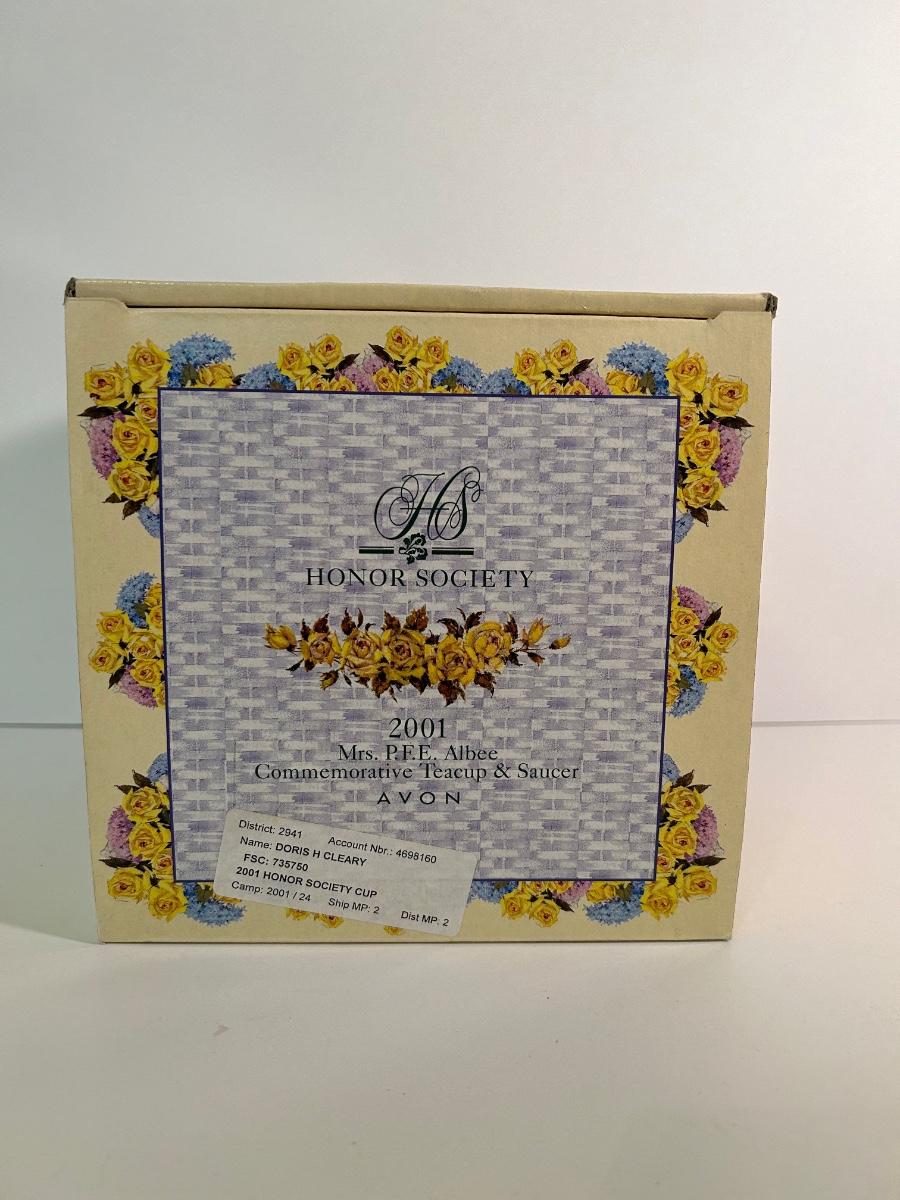 HS
HONOR SOCIETY
2001
Mrs. P.F.E. Albee
Commemorative Teacup & Saucer
AVON
District: 2941 Account Nbr.: 4698160
Name: DORIS H CLEARY
FSC: 735750
2001 HONOR SOCIETY CUP
Camp: 2001 / 24 Ship MP: 2 Dist MP: 2